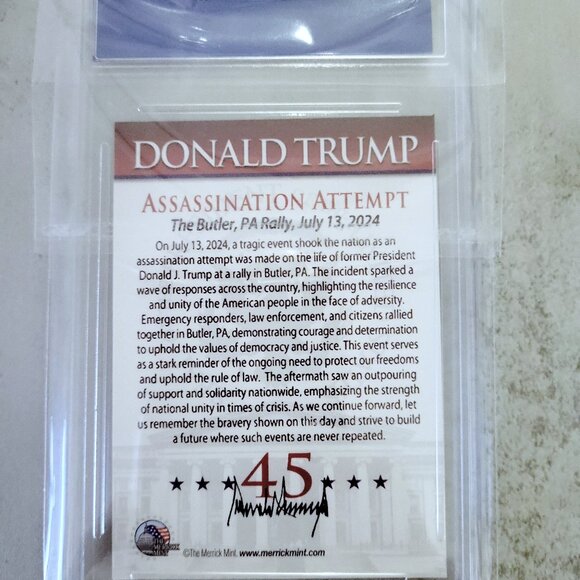 DONALD TRUMP
ASSASSINATION ATTEMPT
The Butler, PA Rally, July 13, 2024
On July 13, 2024, a tragic event shook the nation as an
assassination attempt was made on the life of former President
Donald J. Trump at a rally in Butler, PA. The incident sparked a
wave of responses across the country, highlighting the resilience
and unity of the American people in the face of adversity.
Emergency responders, law enforcement, and citizens rallied
together in Butler, PA, demonstrating courage and determination
to uphold the values of democracy and justice. This event serves
as a stark reminder of the ongoing need to protect our freedoms
and uphold the rule of law. The aftermath saw an outpouring
of support and solidarity nationwide, emphasizing the strength
of national unity in times of crisis. As we continue forward, let
us remember the bravery shown on this day and strive to build
a future where such events are never repeated.
45
©The Merrick Mint. www.merrickmint.com